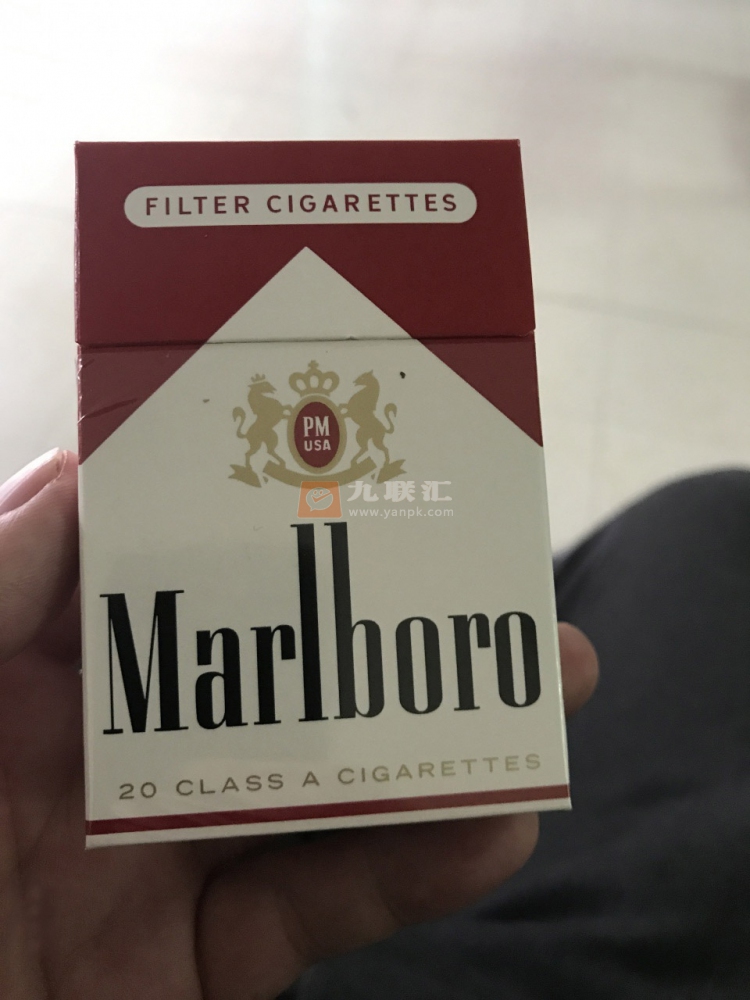 FILTER CIGARETTES
PM
USA
九联汇
www.yanpk.com
Marlboro
20 CLASS A CIGARETTES